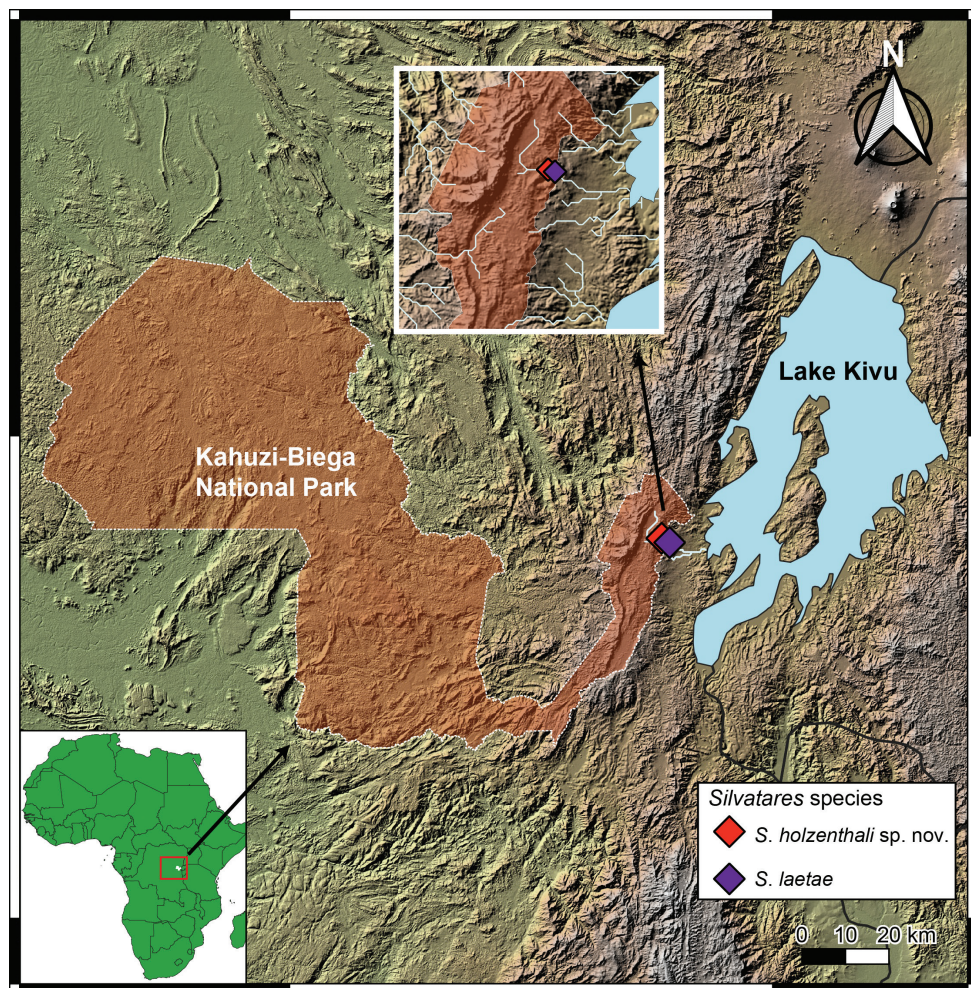 N
Lake Kivu
Kahuzi-Biega
National Park
Silvatares species
S. holzenthali sp. nov.
S. laetae
0 10 20 km